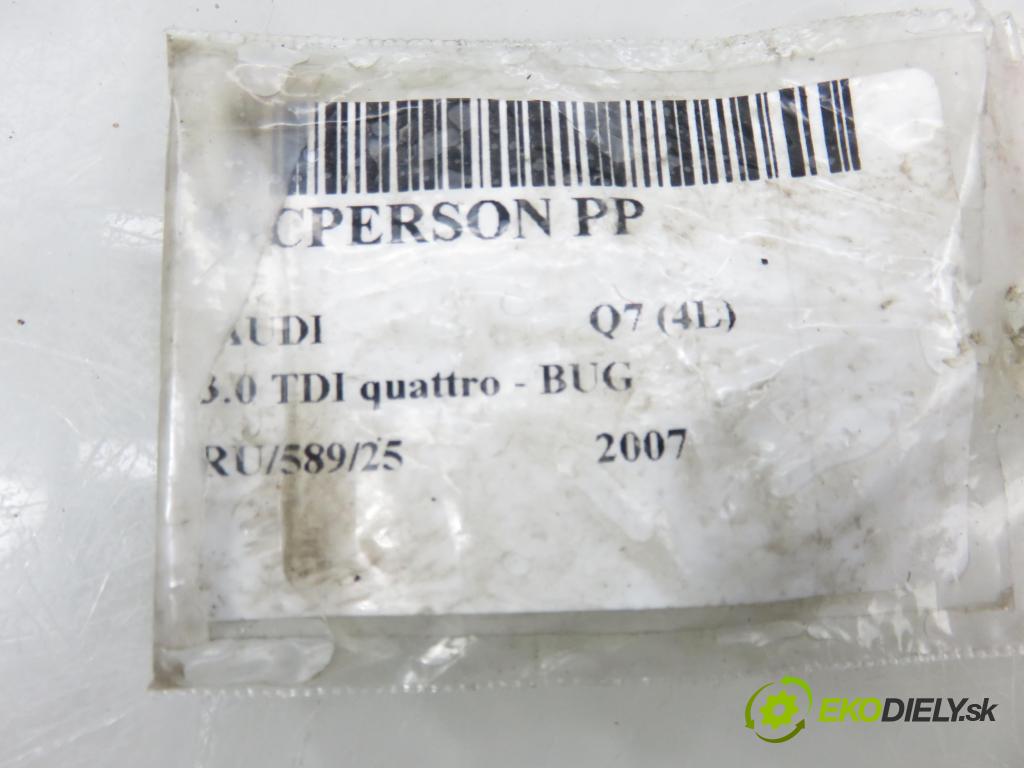 CPERSON PP
AUDI Q7 (4L)
3.0 TDI quattro - BUG
RU/589/25 2007
EKODIELY.sk